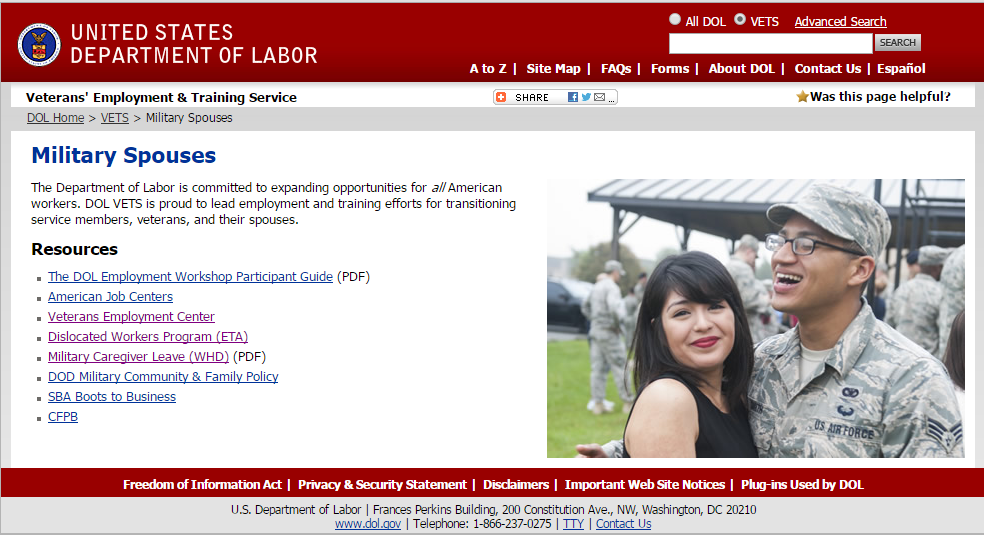 UNITED STATES
DEPARTMENT OF LABOR
All DOL VETS Advanced Search
SEARCH
A to Z | Site Map | FAQs | Forms | About DOL | Contact Us | Español
Veterans' Employment & Training Service
SHARE ...
Was this page helpful?
DOL Home > VETS > Military Spouses
Military Spouses
The Department of Labor is committed to expanding opportunities for all American
workers. DOL VETS is proud to lead employment and training efforts for transitioning
service members, veterans, and their spouses.
Resources
The DOL Employment Workshop Participant Guide (PDF)
American Job Centers
Veterans Employment Center
Dislocated Workers Program (ETA)
Military Caregiver Leave (WHD) (PDF)
DOD Military Community & Family Policy
SBA Boots to Business
CFPB
US AIR FORCE
Freedom of Information Act | Privacy & Security Statement | Disclaimers | Important Web Site Notices | Plug-ins Used by DOL
U.S. Department of Labor | Frances Perkins Building, 200 Constitution Ave., NW, Washington, DC 20210
www.dol.gov | Telephone: 1-866-237-0275 | TTY | Contact Us